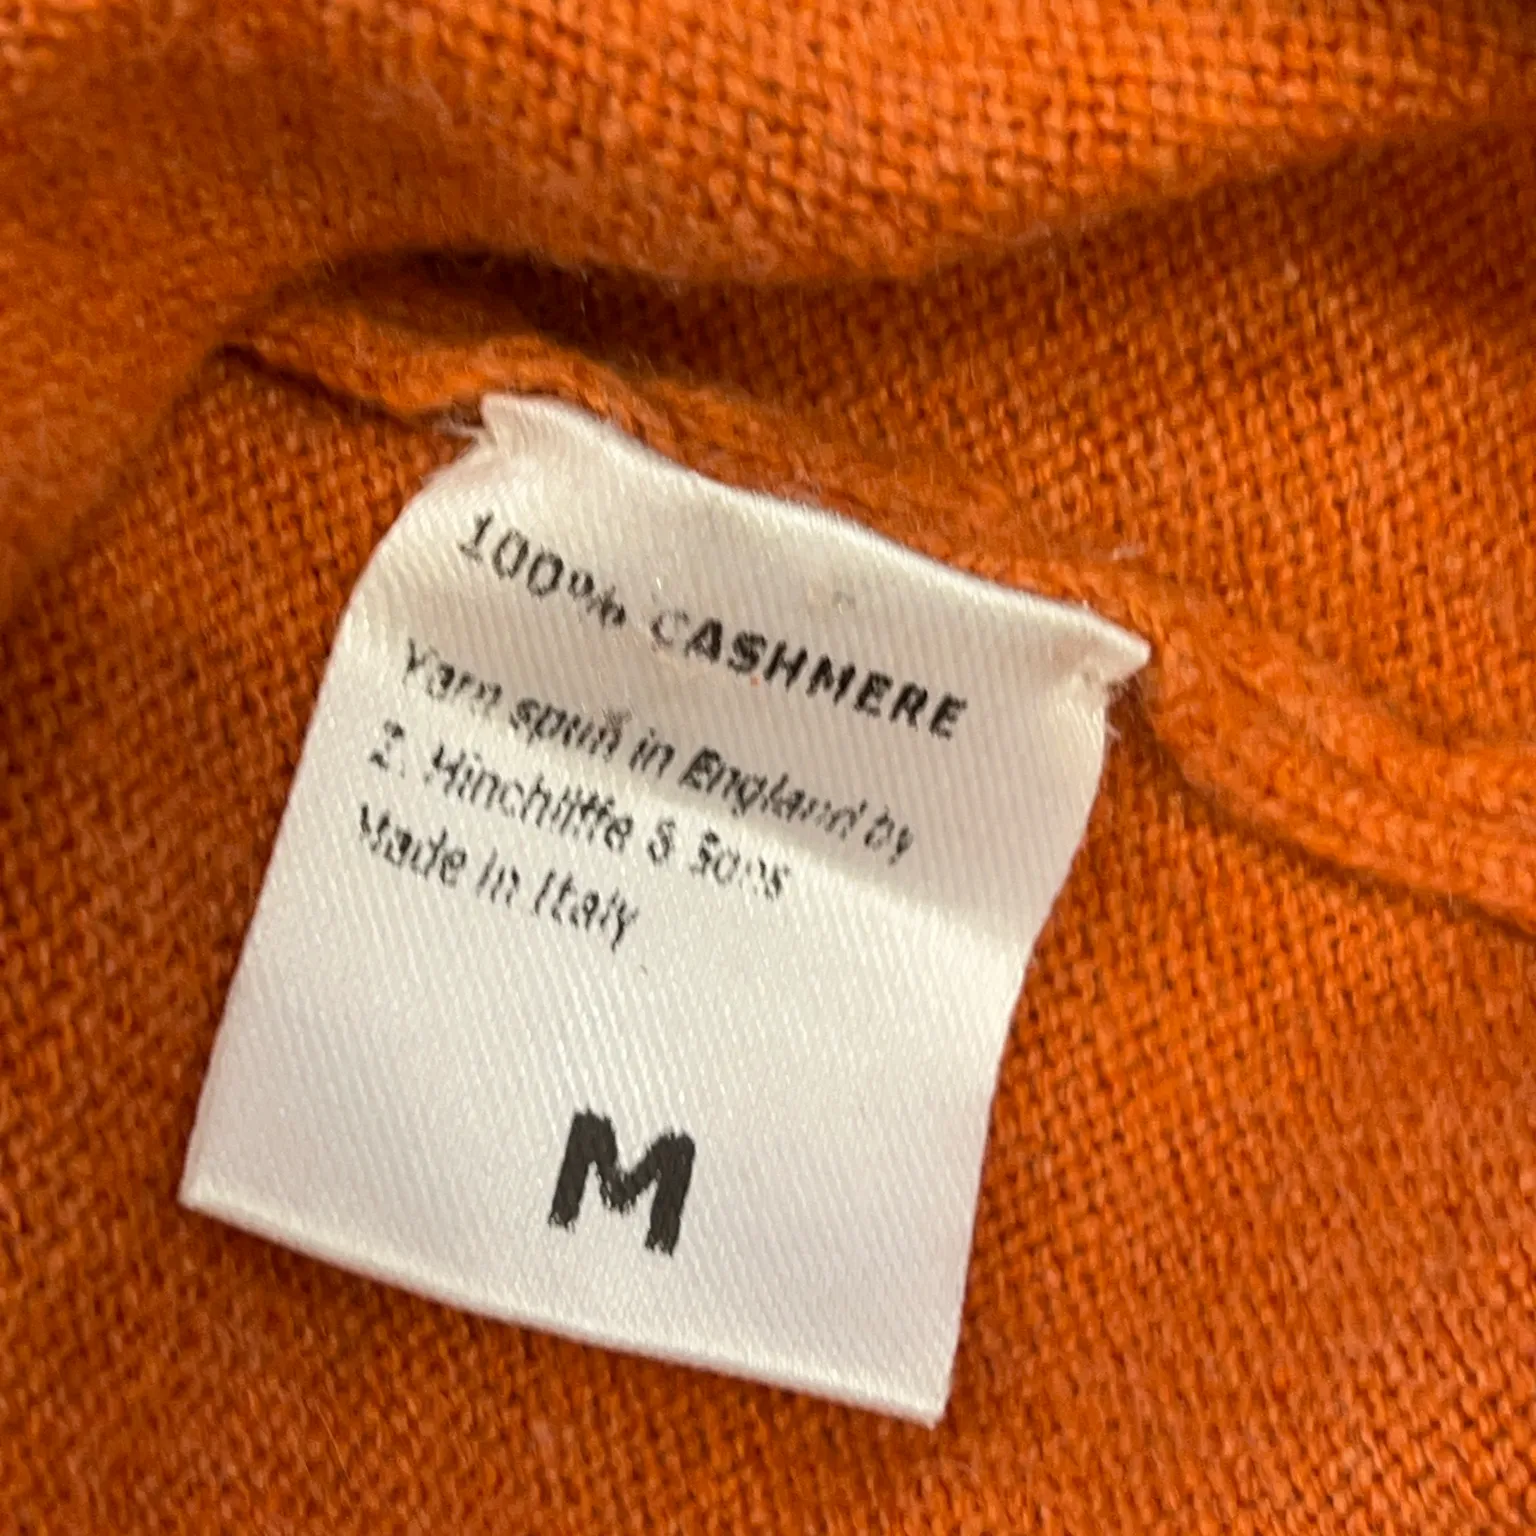 100% CASHMERE
Yarn spun in England by
Z. Hinchliffe & Sons
Made in Italy
M